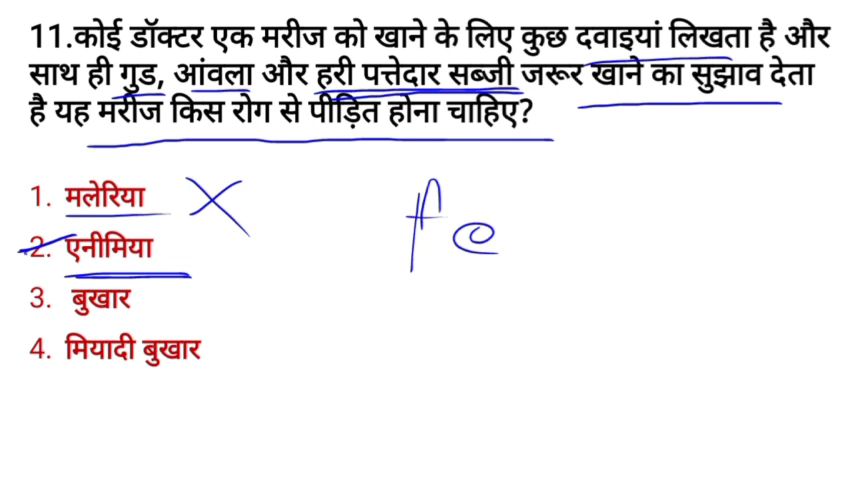 11.कोई डॉक्टर एक मरीज को खाने के लिए कुछ दवाइयां लिखता है और
साथ ही गुड, आंवला और हरी पत्तेदार सब्जी जरूर खाने का सुझाव देता
है यह मरीज किस रोग से पीड़ित होना चाहिए?
1. मलेरिया
2. एनीमिया
3. बुखार
4. मियादी बुखार
fe